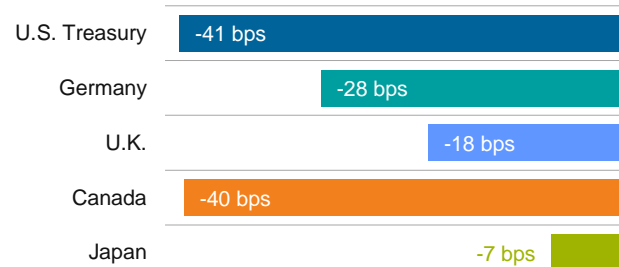 U.S. Treasury -41 bps
Germany -28 bps
U.K. -18 bps
Canada -40 bps
Japan -7 bps